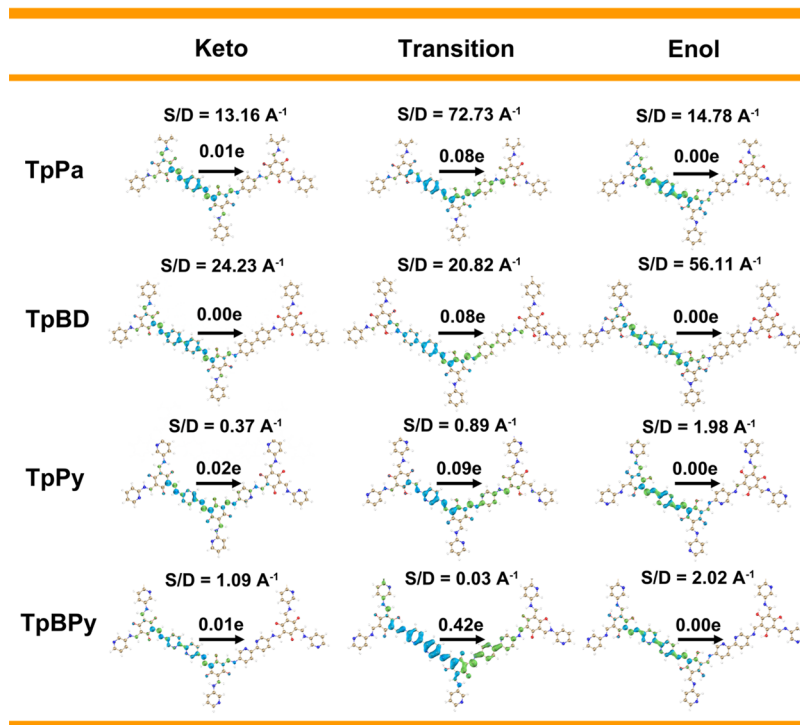 Keto Transition Enol
S/D = 13.16 A⁻¹ S/D = 72.73 A⁻¹ S/D = 14.78 A⁻¹
TpPa 0.01e 0.08e 0.00e
S/D = 24.23 A⁻¹ S/D = 20.82 A⁻¹ S/D = 56.11 A⁻¹
TpBD 0.00e 0.08e 0.00e
S/D = 0.37 A⁻¹ S/D = 0.89 A⁻¹ S/D = 1.98 A⁻¹
TpPy 0.02e 0.09e 0.00e
S/D = 1.09 A⁻¹ S/D = 0.03 A⁻¹ S/D = 2.02 A⁻¹
TpBPy 0.01e 0.42e 0.00e